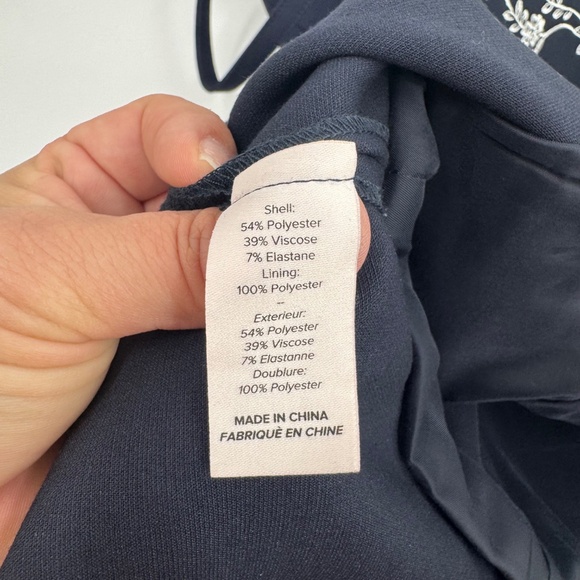 Shell:
54% Polyester
39% Viscose
7% Elastane
Lining:
100% Polyester
--
Exterieur:
54% Polyester
39% Viscose
7% Elastanne
Doublure:
100% Polyester
MADE IN CHINA
FABRIQUÈ EN CHINE